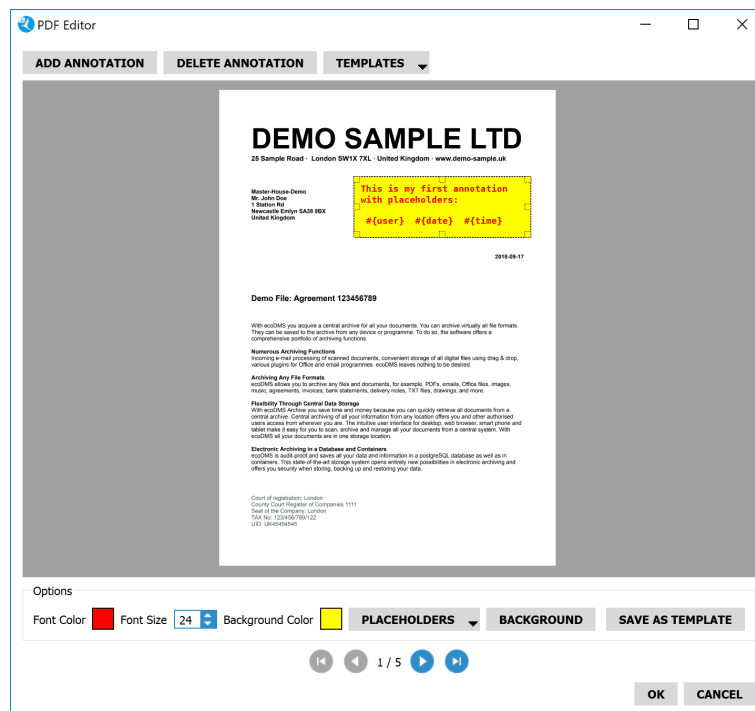 PDF Editor
ADD ANNOTATION DELETE ANNOTATION TEMPLATES
DEMO SAMPLE LTD
25 Sample Road · London SW1X 7XL · United Kingdom · www.demo-sample.uk
Master-House-Demo
Mr. John Doe
1 Station Rd
Newcastle Emlyn SA38 9BX
United Kingdom
This is my first annotation
with placeholders:
#{user} #{date} #{time}
2018-09-17
Demo File: Agreement 123456789
With ecoDMS you acquire a central archive for all your documents. You can archive virtually all file formats.
They can be saved to the archive from any device or programme. To do so, the software offers a
comprehensive portfolio of archiving functions.
Numerous Archiving Functions
Incoming e-mail processing of scanned documents, convenient storage of all digital files using drag & drop,
various plugins for Office and email programmes. ecoDMS leaves nothing to be desired.
Archiving Any File Formats
ecoDMS allows you to archive any files and documents, for example, PDFs, emails, Office files, images,
music, agreements, invoices, bank statements, delivery notes, TXT files, drawings, and more.
Flexibility Through Central Data Storage
With ecoDMS Archive you save time and money because you can quickly retrieve all documents from a
central archive. Central archiving of all your information from any location offers you and other authorised
users access from wherever you are. The intuitive user interface for desktop, web browser, smart phone and
tablet make it easy for you to scan, archive and manage all your documents from a central system. With
ecoDMS all your documents are in one storage location.
Electronic Archiving in a Database and Containers
ecoDMS is audit-proof and saves all your data and information in a postgreSQL database as well as in
containers. This state-of-the-art storage system opens entirely new possibilities in electronic archiving and
offers you security when storing, backing up and restoring your data.
Court of registration: London
County Court Register of Companies 1111
Seat of the Company: London
TAX No: 123/456/789/122
UID: UK45454545
Options
Font Color Font Size 24 Background Color PLACEHOLDERS BACKGROUND SAVE AS TEMPLATE
1 / 5
OK CANCEL